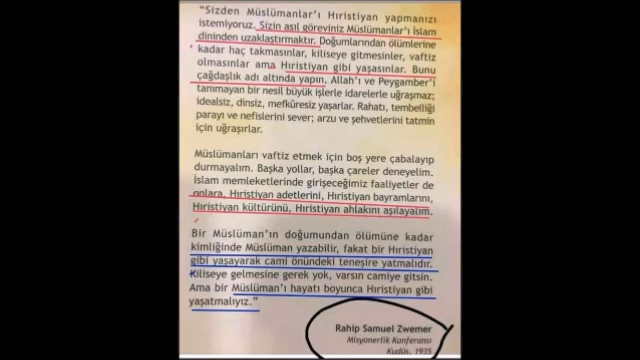 “Sizden Müslümanlar’ı Hıristiyan yapmanızı
istemiyoruz. Sizin asıl göreviniz Müslümanlar’ı İslam
dininden uzaklaştırmaktır. Doğumlarından ölümlerine
kadar haç takmasınlar, kiliseye gitmesinler, vaftiz
olmasınlar ama Hıristiyan gibi yaşasınlar. Bunu
çağdaşlık adı altında yapın. Allah’ı ve Peygamber’i
tanımayan bir nesil büyük işlerle idarelerle uğraşmaz;
idealsiz, dinsiz, mefkûresiz yaşarlar. Rahatı, tembelliği
parayı ve nefislerini sever; arzu ve şehvetlerini tatmin
için uğraşırlar.
Müslümanları vaftiz etmek için boş yere çabalayıp
durmayalım. Başka yollar, başka çareler deneyelim.
İslam memleketlerinde girişeceğimiz faaliyetler de
onlara, Hıristiyan adetlerini, Hıristiyan bayramlarını,
Hıristiyan kültürünü, Hıristiyan ahlakını aşılayalım.
Bir Müslüman’ın doğumundan ölümüne kadar
kimliğinde Müslüman yazabilir, fakat bir Hıristiyan
gibi yaşayarak cami önündeki teneşire yatmalıdır.
Kiliseye gelmesine gerek yok, varsın camiye gitsin.
Ama bir Müslüman’ı hayatı boyunca Hıristiyan gibi
yaşatmalıyız.”
Rahip Samuel Zwemer
Misyonerlik Konferansı
Kudüs, 1935